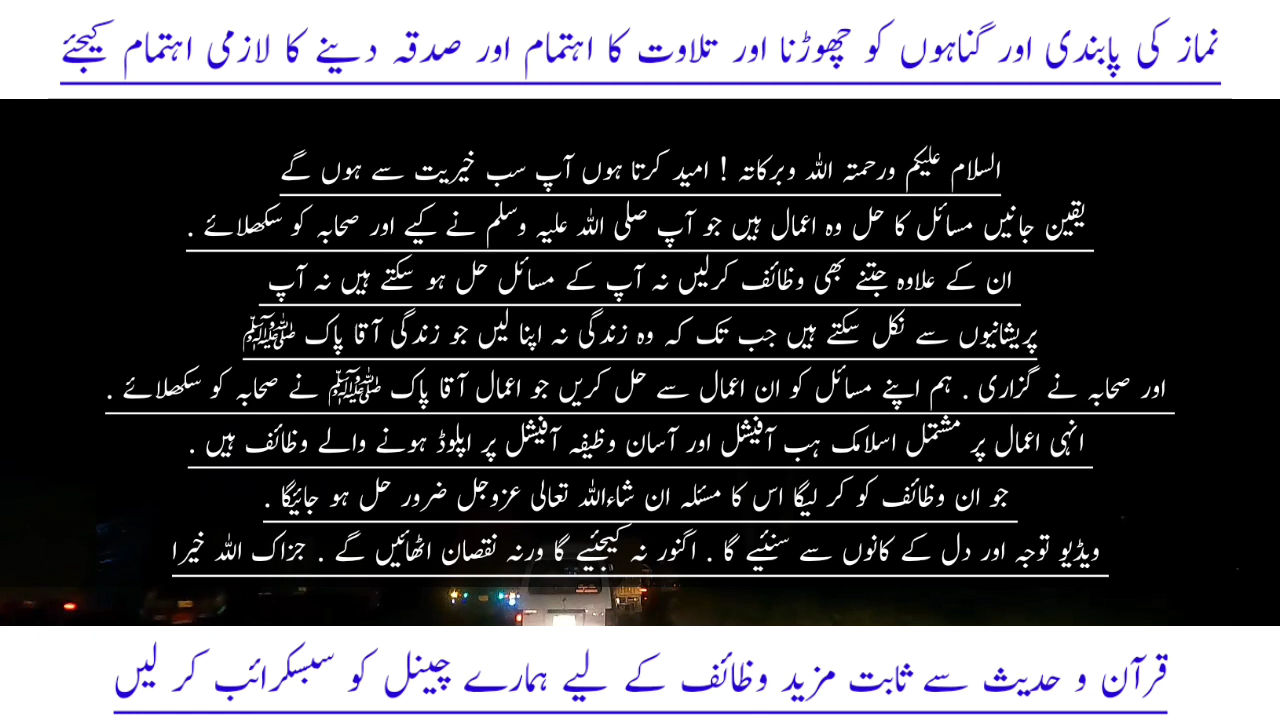 نماز کی پابندی اور گناہوں کو چھوڑنا اور تلاوت کا اہتمام اور صدقہ دینے کا لازمی اہتمام کیجئے
السلام علیکم ورحمتہ اللہ وبرکاتہ ! امید کرتا ہوں آپ سب خیریت سے ہوں گے
یقین جانیں مسائل کا حل وہ اعمال ہیں جو آپ صلی اللہ علیہ وسلم نے کیے اور صحابہ کو سکھلائے .
ان کے علاوہ جتنے بھی وظائف کرلیں نہ آپ کے مسائل حل ہو سکتے ہیں نہ آپ
پریشانیوں سے نکل سکتے ہیں جب تک کہ وہ زندگی نہ اپنا لیں جو زندگی آقا پاک ﷺ
اور صحابہ نے گزاری . ہم اپنے مسائل کو ان اعمال سے حل کریں جو اعمال آقا پاک ﷺ نے صحابہ کو سکھلائے .
انہی اعمال پر مشتمل اسلامک ہب آفیشل اور آسان وظیفہ آفیشل پر اپلوڈ ہونے والے وظائف ہیں .
جو ان وظائف کو کر لیگا اس کا مسئلہ ان شاءاللہ تعالی عزوجل ضرور حل ہو جائیگا .
ویڈیو توجہ اور دل کے کانوں سے سنئیے گا . اگنور نہ کیجئیے گا ورنہ نقصان اٹھائیں گے . جزاک اللہ خیرا
قرآن و حدیث سے ثابت مزید وظائف کے لیے ہمارے چینل کو سبسکرائب کر لیں